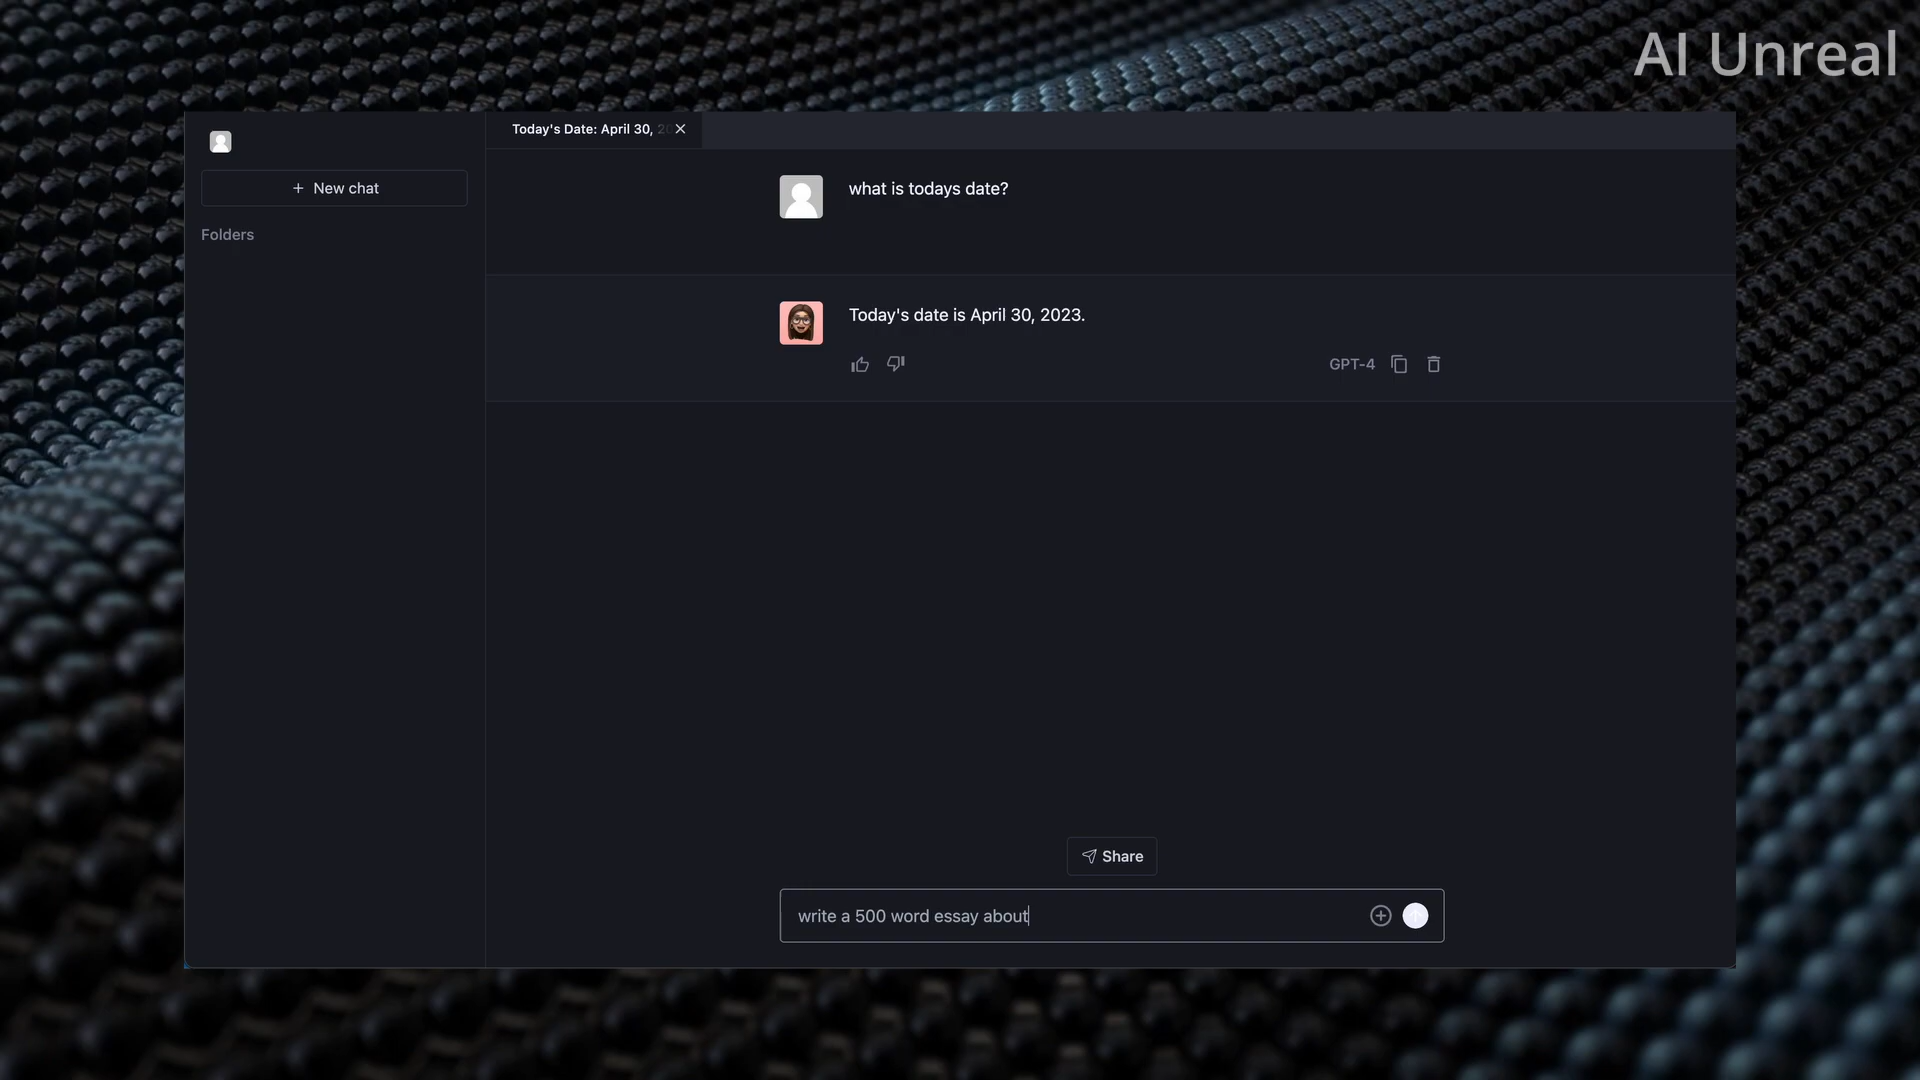 AI Unreal
Today's Date: April 30, 20
+ New chat
Folders
what is todays date?
Today's date is April 30, 2023.
GPT-4
Share
write a 500 word essay about